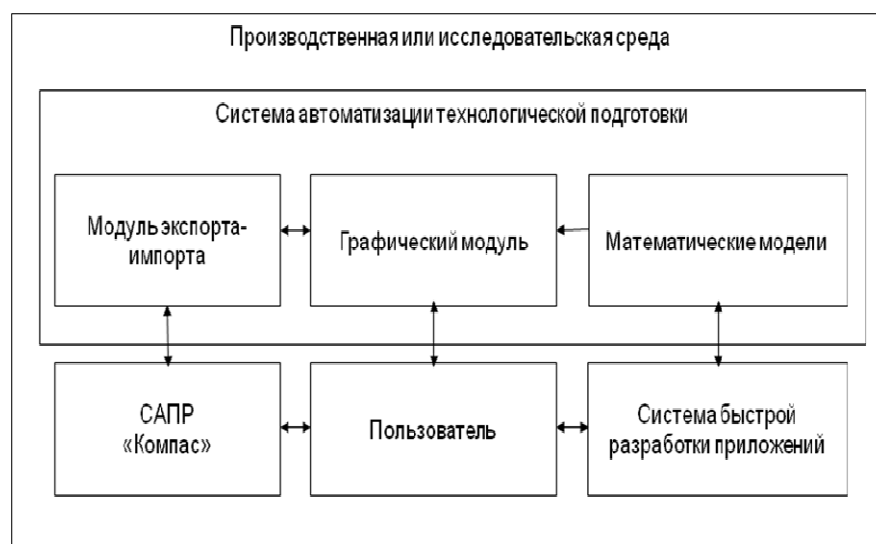 Производственная или исследовательская среда
Система автоматизации технологической подготовки
Модуль экспорта-
импорта
Графический модуль
Математические модели
САПР
«Компас»
Пользователь
Система быстрой
разработки приложений